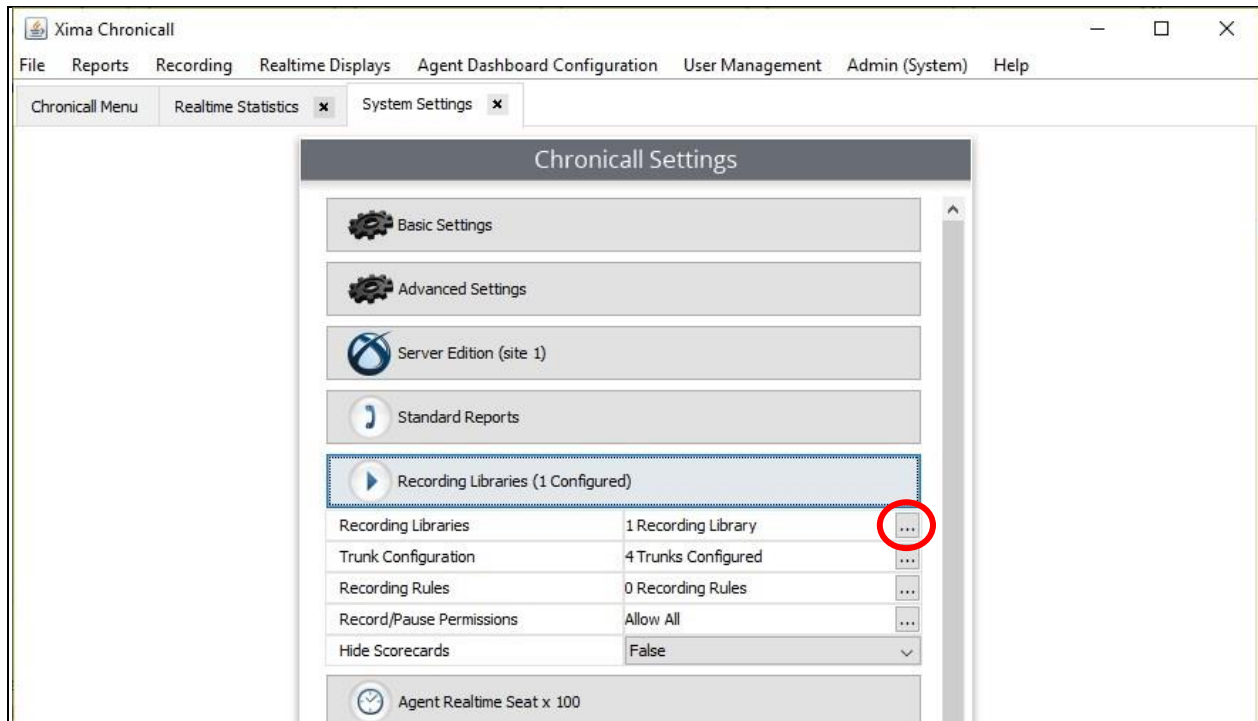 Xima Chronicall
File Reports Recording Realtime Displays Agent Dashboard Configuration User Management Admin (System) Help
Chronicall Menu Realtime Statistics System Settings
Chronicall Settings
Basic Settings
Advanced Settings
Server Edition (site 1)
Standard Reports
Recording Libraries (1 Configured)
Recording Libraries 1 Recording Library ...
Trunk Configuration 4 Trunks Configured ...
Recording Rules 0 Recording Rules ...
Record/Pause Permissions Allow All ...
Hide Scorecards False
Agent Realtime Seat x 100